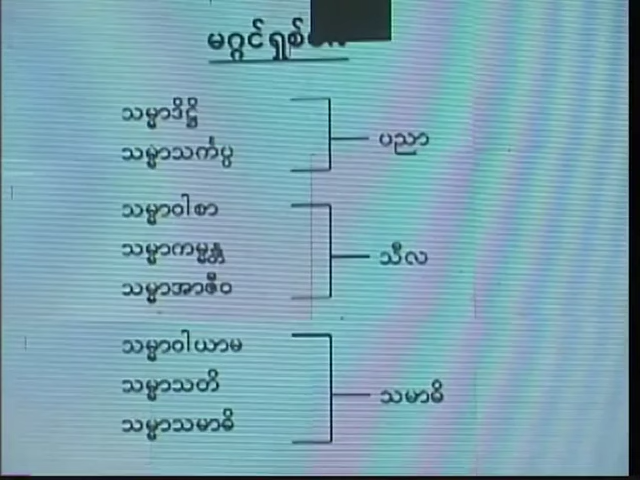 မဂ္ဂင်ရှစ်
သမ္မာဒိဋ္ဌိ
သမ္မာသင်္ကပ္ပ
ပညာ
သမ္မာဝါစာ
သမ္မာကမ္မန္တ
သမ္မာအာဇီဝ
သီလ
သမ္မာဝါယာမ
သမ္မာသတိ
သမ္မာသမာဓိ
သမာဓိ